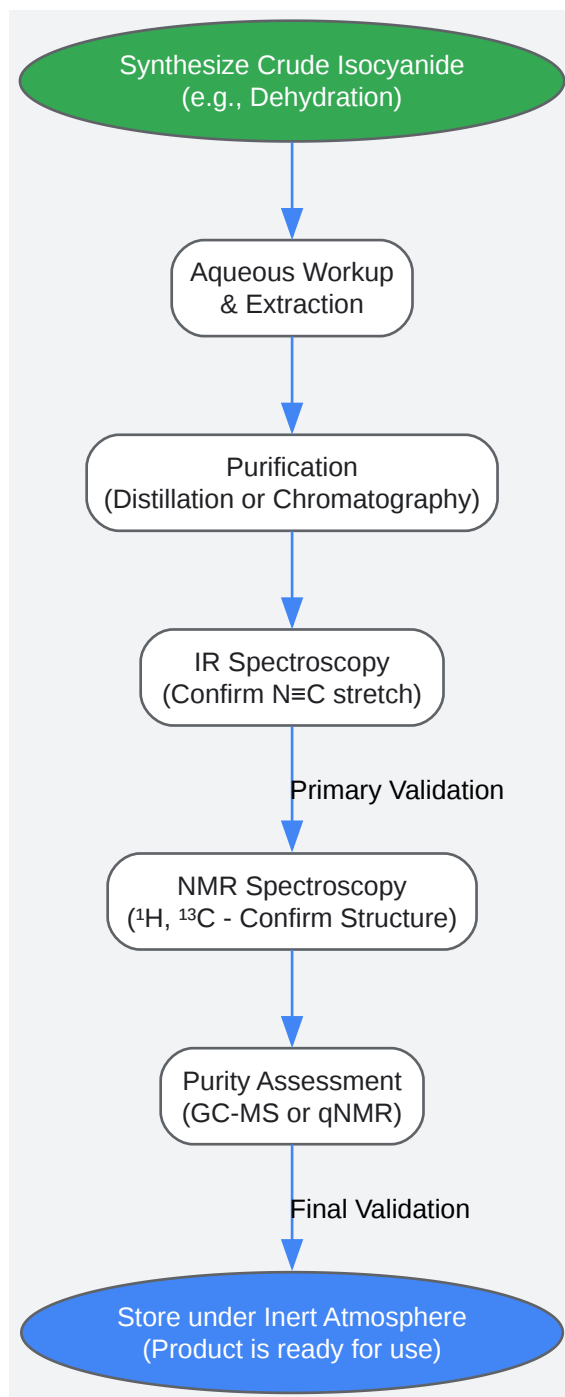 Synthesize Crude Isocyanide
(e.g., Dehydration)
Aqueous Workup
& Extraction
Purification
(Distillation or Chromatography)
IR Spectroscopy
(Confirm N≡C stretch)
Primary Validation
NMR Spectroscopy
(¹H, ¹³C - Confirm Structure)
Purity Assessment
(GC-MS or qNMR)
Final Validation
Store under Inert Atmosphere
(Product is ready for use)